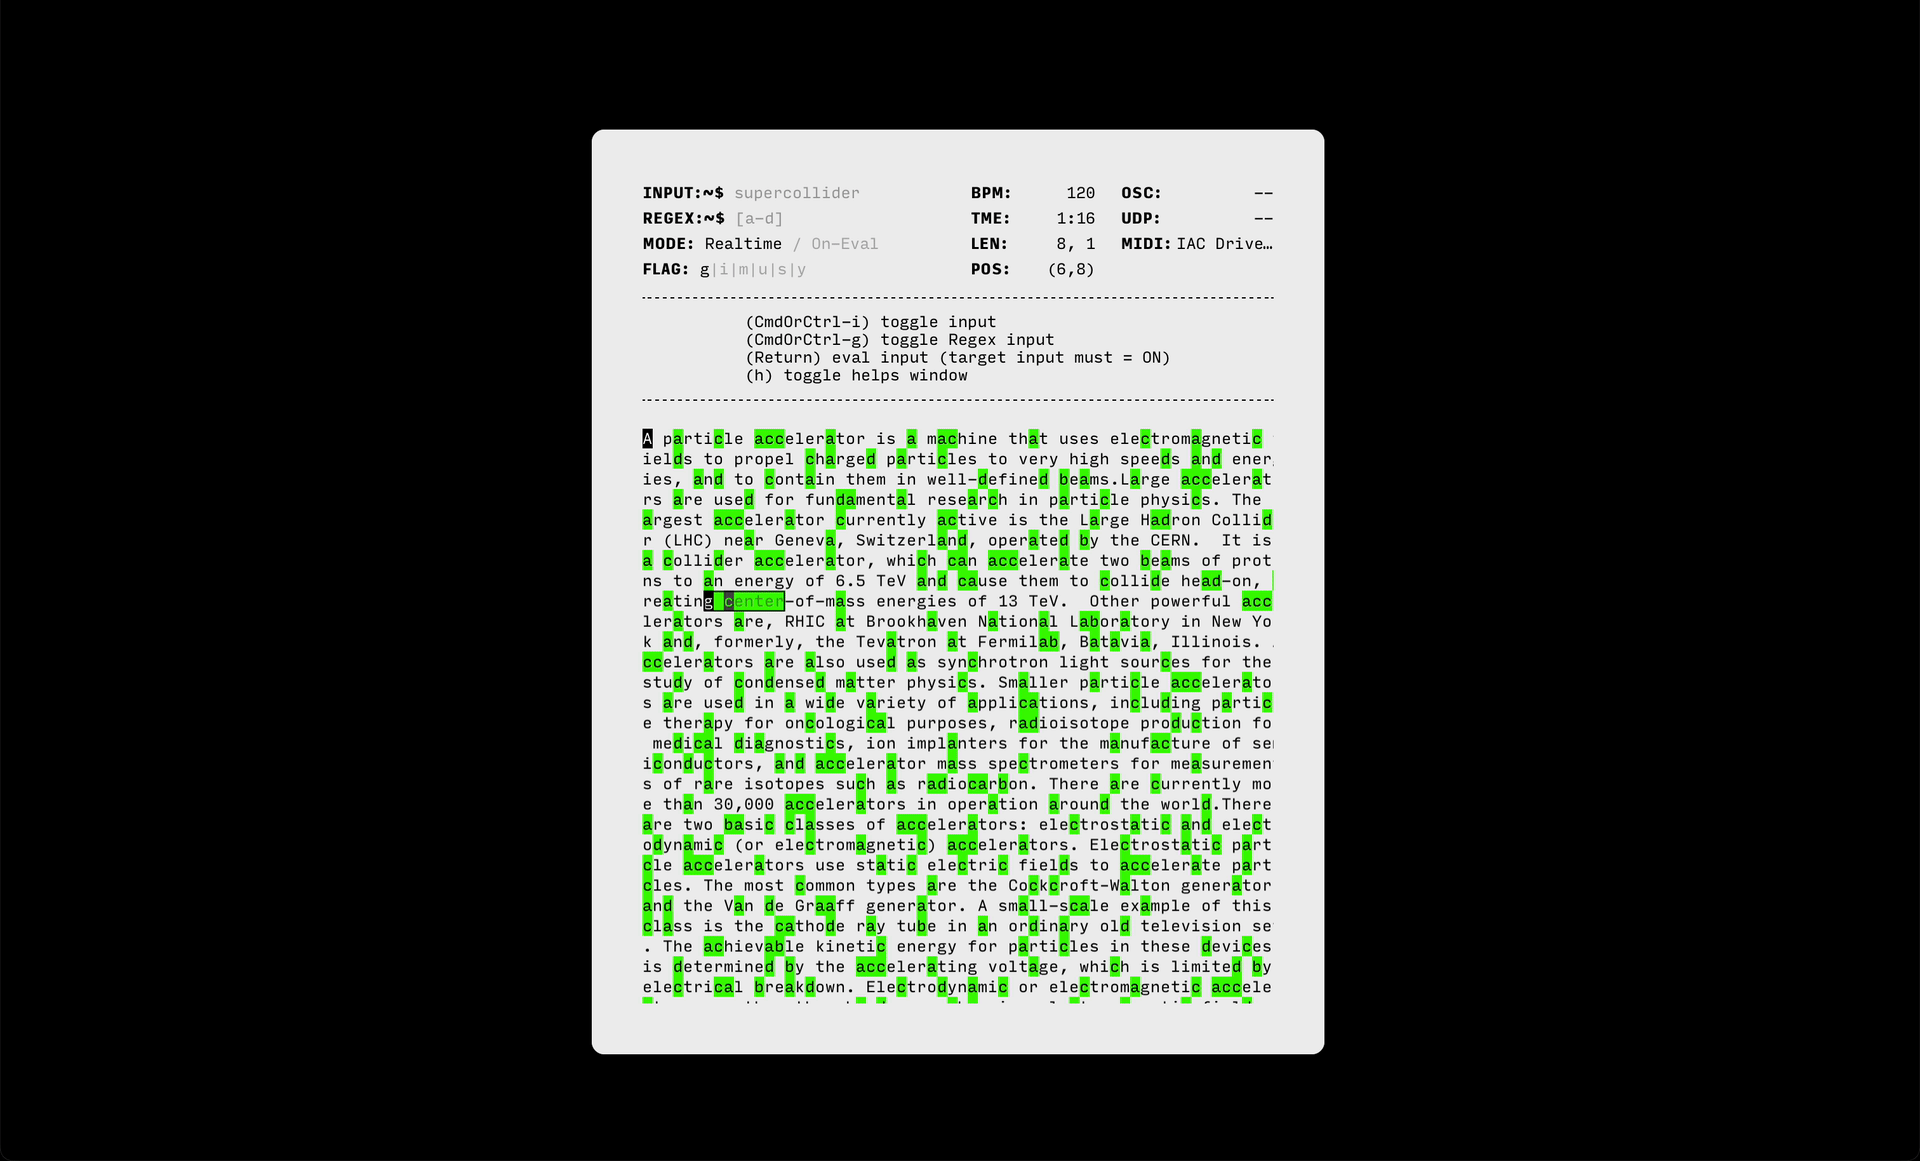 INPUT:~$ supercollider BPM: 120 OSC: --
REGEX:~$ [a-d] TME: 1:16 UDP: --
MODE: Realtime / On-Eval LEN: 8, 1 MIDI: IAC Drive…
FLAG: g|i|m|u|s|y POS: (6,8)
(CmdOrCtrl-i) toggle input
(CmdOrCtrl-g) toggle Regex input
(Return) eval input (target input must = ON)
(h) toggle helps window
A particle accelerator is a machine that uses electromagnetic
ields to propel charged particles to very high speeds and ener
ies, and to contain them in well-defined beams.Large accelerat
rs are used for fundamental research in particle physics. The
argest accelerator currently active is the Large Hadron Collid
r (LHC) near Geneva, Switzerland, operated by the CERN.  It is
a collider accelerator, which can accelerate two beams of prot
ns to an energy of 6.5 TeV and cause them to collide head-on,
reating center-of-mass energies of 13 TeV.  Other powerful acc
lerators are, RHIC at Brookhaven National Laboratory in New Yo
k and, formerly, the Tevatron at Fermilab, Batavia, Illinois.
ccelerators are also used as synchrotron light sources for the
study of condensed matter physics. Smaller particle accelerato
s are used in a wide variety of applications, including partic
e therapy for oncological purposes, radioisotope production fo
medical diagnostics, ion implanters for the manufacture of se
iconductors, and accelerator mass spectrometers for measuremen
s of rare isotopes such as radiocarbon. There are currently mo
e than 30,000 accelerators in operation around the world.There
are two basic classes of accelerators: electrostatic and elect
odynamic (or electromagnetic) accelerators. Electrostatic part
cle accelerators use static electric fields to accelerate part
cles. The most common types are the Cockcroft-Walton generator
and the Van de Graaff generator. A small-scale example of this
class is the cathode ray tube in an ordinary old television se
. The achievable kinetic energy for particles in these devices
is determined by the accelerating voltage, which is limited by
electrical breakdown. Electrodynamic or electromagnetic accele